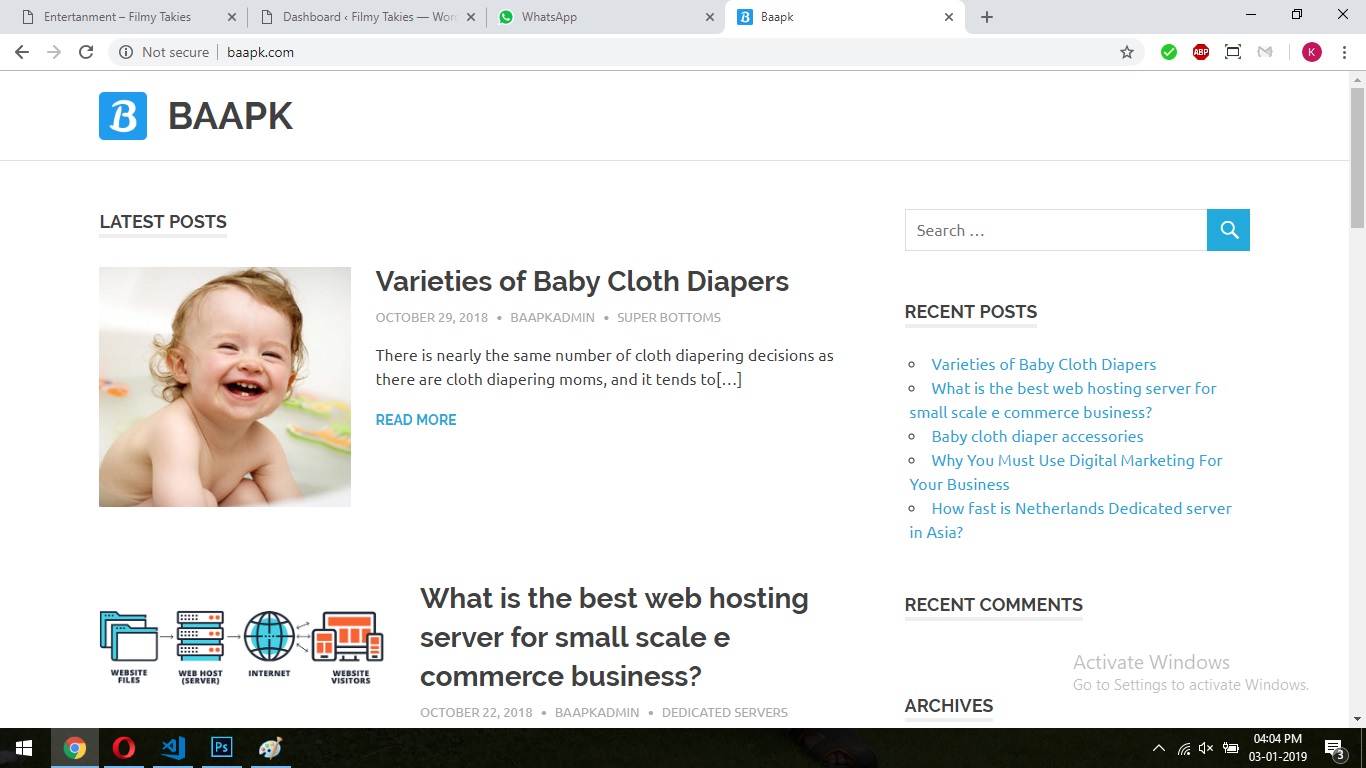 Entertanment – Filmy Takies
Dashboard ‹ Filmy Takies — Worc
WhatsApp
Baapk
Not secure
baapk.com
ABP
K
B
BAAPK
LATEST POSTS
Varieties of Baby Cloth Diapers
OCTOBER 29, 2018 • BAAPKADMIN • SUPER BOTTOMS
There is nearly the same number of cloth diapering decisions as
there are cloth diapering moms, and it tends to[…]
READ MORE
WEBSITE
FILES
WEB HOST
(SERVER)
INTERNET
WEBSITE
VISITORS
What is the best web hosting
server for small scale e
commerce business?
OCTOBER 22, 2018 • BAAPKADMIN • DEDICATED SERVERS
Search …
RECENT POSTS
Varieties of Baby Cloth Diapers
What is the best web hosting server for
small scale e commerce business?
Baby cloth diaper accessories
Why You Must Use Digital Marketing For
Your Business
How fast is Netherlands Dedicated server
in Asia?
RECENT COMMENTS
ARCHIVES
Activate Windows
Go to Settings to activate Windows.
Ps
04:04 PM
03-01-2019
3